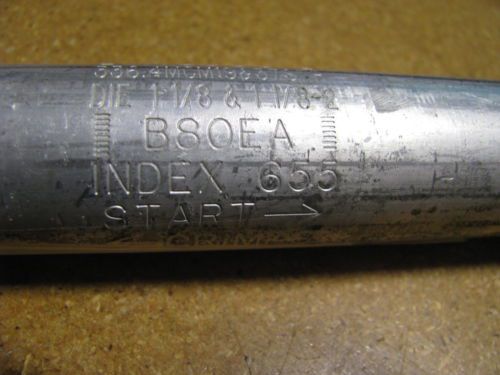 DIE 1-1/8 & 1-1/8-2
B80EA
INDEX 655
START →